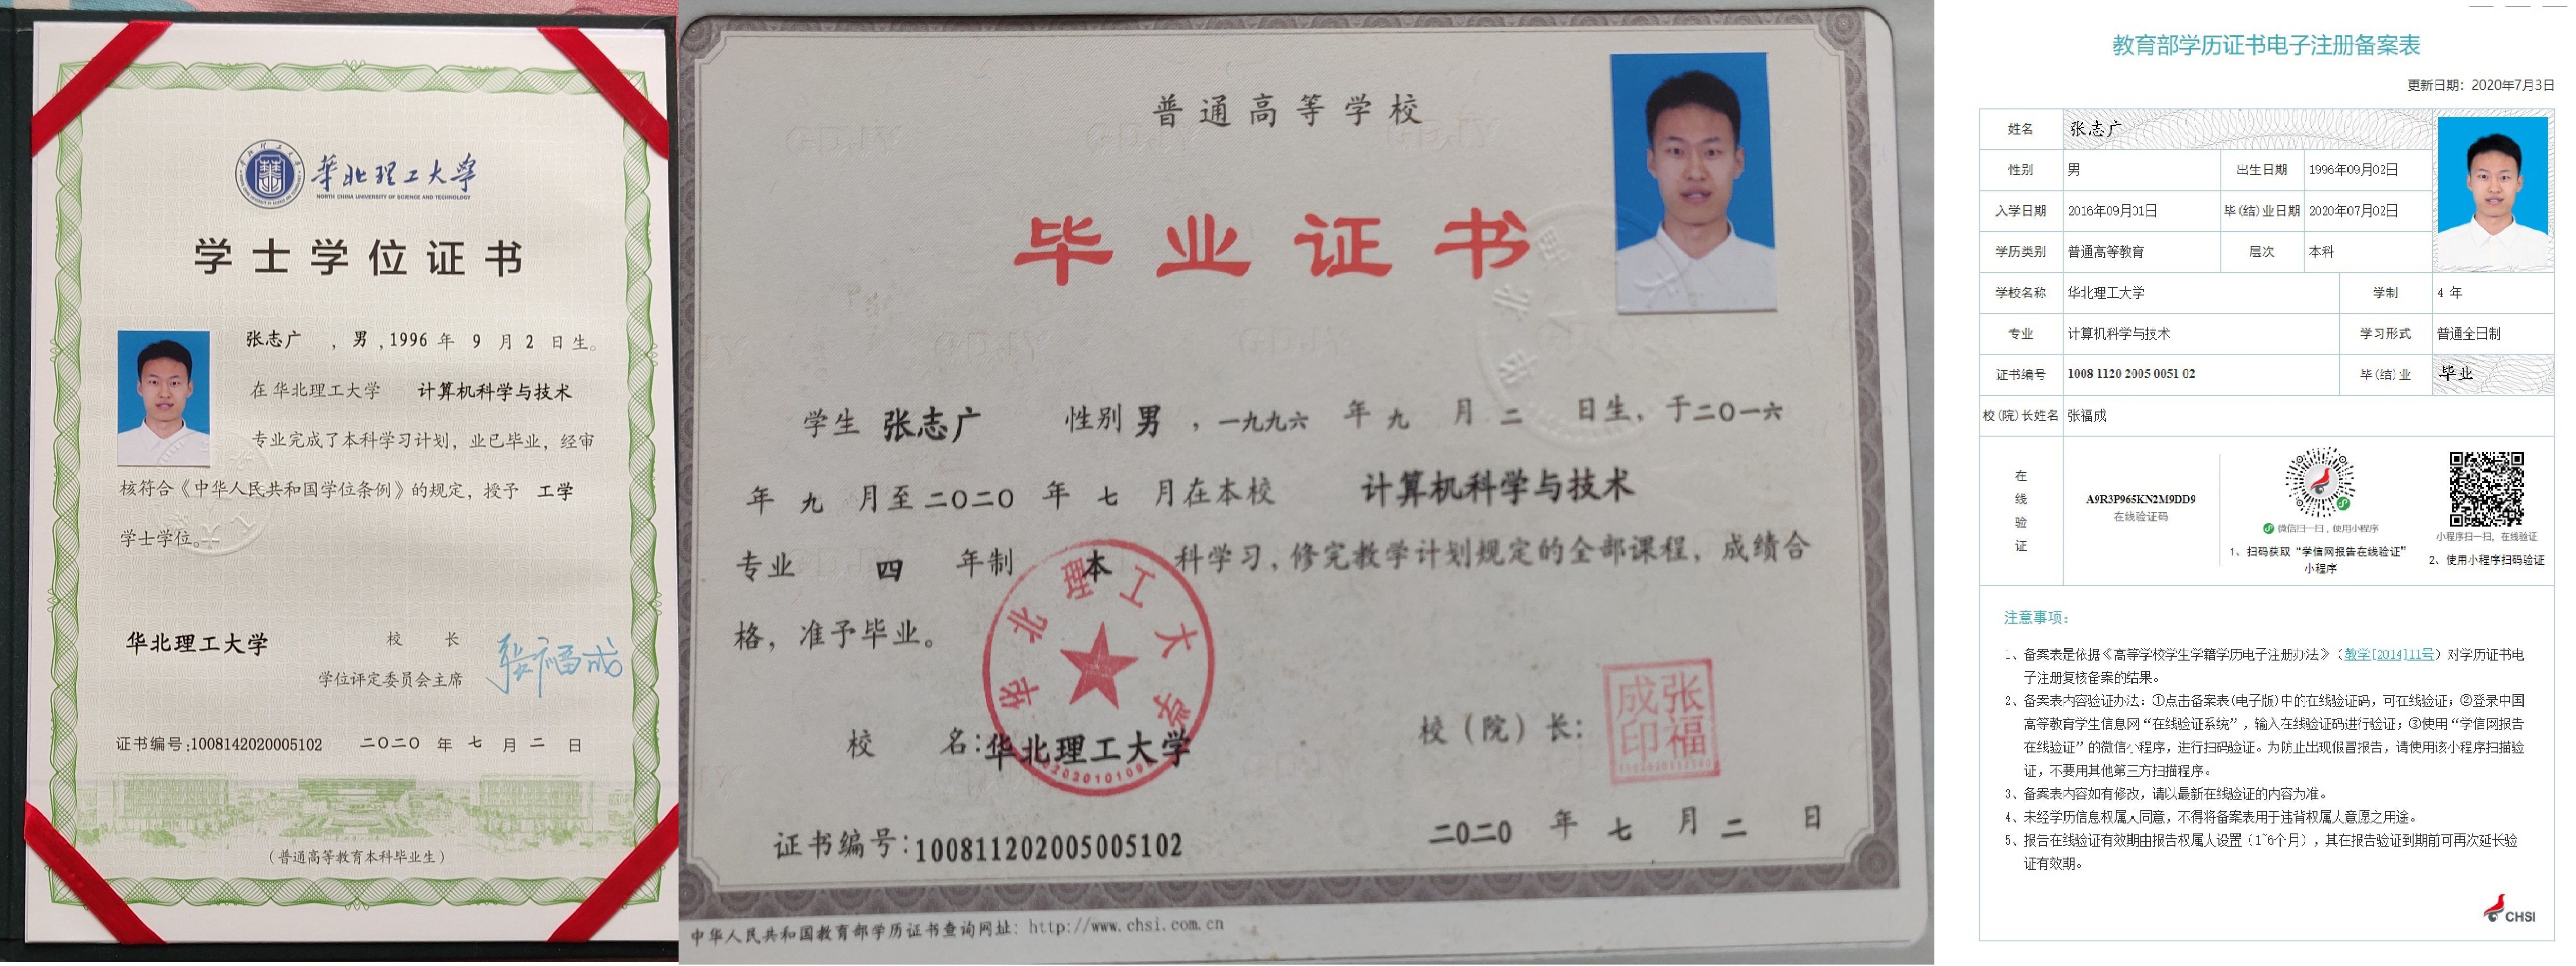 華北理工大学
NORTH CHINA UNIVERSITY OF SCIENCE AND TECHNOLOGY
学士学位证书
张志广 , 男 , 1996 年 9 月 2 日生。
在 华北理工大学 计算机科学与技术
专业完成了本科学习计划，业已毕业，经审
核符合《中华人民共和国学位条例》的规定，授予 工学
学士学位。
华北理工大学
校 长
学位评定委员会主席
张福成
证书编号:1008142020005102 二〇二〇 年 七 月 二 日
（普通高等教育本科毕业生）
普通高等学校
毕业证书
学生 张志广 性别 男 ，一九九六 年 九 月 二 日生，于二〇一六
年 九 月至 二〇二〇 年 七 月在本校 计算机科学与技术
专业 四 年制 本 科学习，修完教学计划规定的全部课程，成绩合
格，准予毕业。
华北理工大学
校 名:华北理工大学
校（院）长:
张福成印
证书编号:100811202005005102
二〇二〇 年 七 月 二 日
中华人民共和国教育部学历证书查询网址: http://www.chsi.com.cn
教育部学历证书电子注册备案表
更新日期：2020年7月3日
姓名 张志广
性别 男 出生日期 1996年09月02日
入学日期 2016年09月01日 毕(结)业日期 2020年07月02日
学历类别 普通高等教育 层次 本科
学校名称 华北理工大学 学制 4 年
专业 计算机科学与技术 学习形式 普通全日制
证书编号 1008 1120 2005 0051 02 毕(结)业 毕业
校(院)长姓名 张福成
在线验证
A9R3P965KN2M9DD9
在线验证码
微信扫一扫，使用小程序
1、扫码获取“学信网报告在线验证”
小程序
小程序扫一扫，在线验证
2、使用小程序扫码验证
注意事项：
1、备案表是依据《高等学校学生学籍学历电子注册办法》（教学[2014]11号）对学历证书电
子注册复核备案的结果。
2、备案表内容验证办法：①点击备案表(电子版)中的在线验证码，可在线验证；②登录中国
高等教育学生信息网“在线验证系统”，输入在线验证码进行验证；③使用“学信网报告
在线验证”的微信小程序，进行扫码验证。为防止出现假冒报告，请使用该小程序扫描验
证，不要用其他第三方扫描程序。
3、备案表内容如有修改，请以最新在线验证的内容为准。
4、未经学历信息权属人同意，不得将备案表用于违背权属人意愿之用途。
5、报告在线验证有效期由报告权属人设置（1~6个月），其在报告验证到期前可再次延长验
证有效期。
CHSI